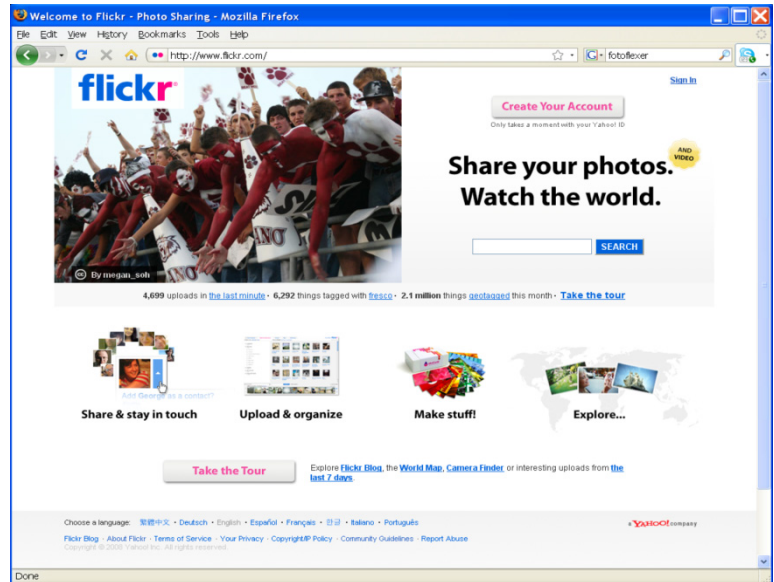 Welcome to Flickr - Photo Sharing - Mozilla Firefox
File Edit View History Bookmarks Tools Help
http://www.flickr.com/
G fotoflexer
flickr
Sign In
Create Your Account
Only takes a moment with your Yahoo! ID
Share your photos.
AND VIDEO
Watch the world.
SEARCH
By megan_soh
4,699 uploads in the last minute · 6,292 things tagged with fresco · 2.1 million things geotagged this month · Take the tour
Add George as a contact?
Share & stay in touch Upload & organize Make stuff! Explore...
Take the Tour
Explore Flickr Blog, the World Map, Camera Finder or interesting uploads from the
last 7 days.
Choose a language: 繁體中文 • Deutsch • English • Español • Français • 한글 • Italiano • Português
a YAHOO! company
Flickr Blog - About Flickr - Terms of Service - Your Privacy - Copyright/IP Policy - Community Guidelines - Report Abuse
Copyright © 2008 Yahoo! Inc. All rights reserved.
Done